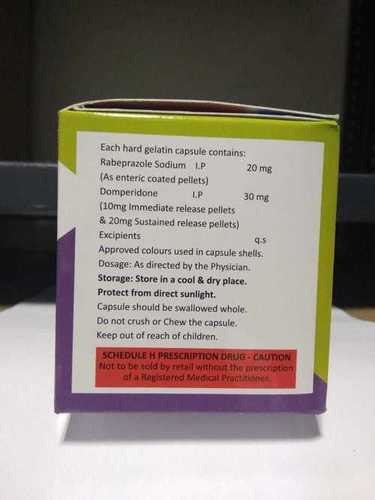 Each hard gelatin capsule contains:
Rabeprazole Sodium I.P 20 mg
(As enteric coated pellets)
Domperidone I.P 30 mg
(10mg Immediate release pellets
& 20mg Sustained release pellets)
Excipients q.s
Approved colours used in capsule shells.
Dosage: As directed by the Physician.
Storage: Store in a cool & dry place.
Protect from direct sunlight.
Capsule should be swallowed whole.
Do not crush or Chew the capsule.
Keep out of reach of children.
SCHEDULE H PRESCRIPTION DRUG - CAUTION
Not to be sold by retail without the prescription
of a Registered Medical Practitioner.